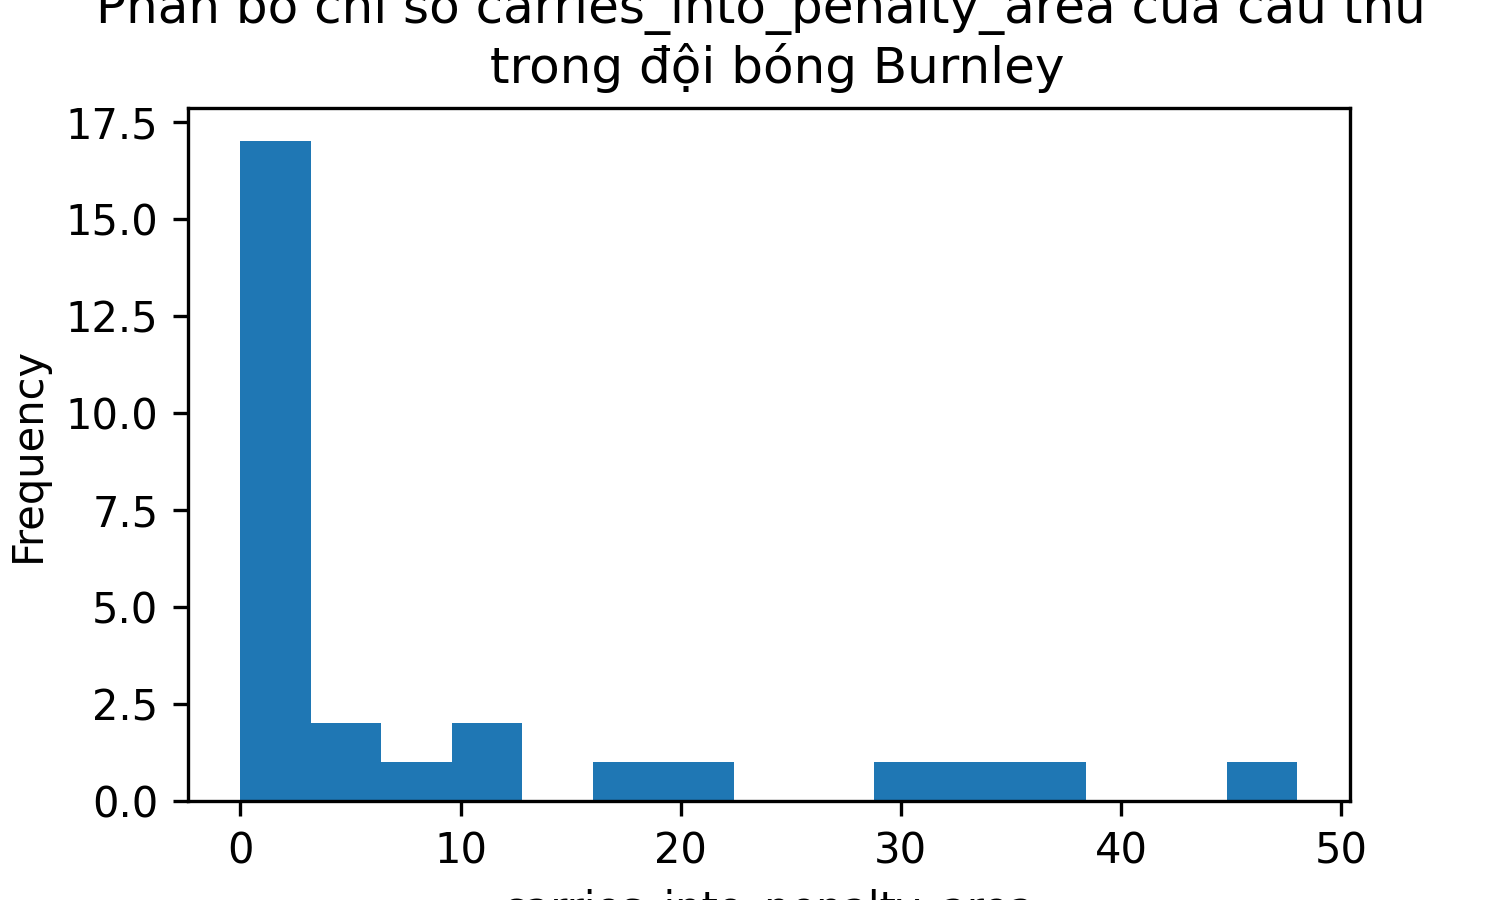 Phân bố chỉ số carries_into_penalty_area của cầu thủ
trong đội bóng Burnley
17.5
15.0
12.5
10.0
7.5
5.0
2.5
0.0
Frequency
0 10 20 30 40 50
carries_into_penalty_area